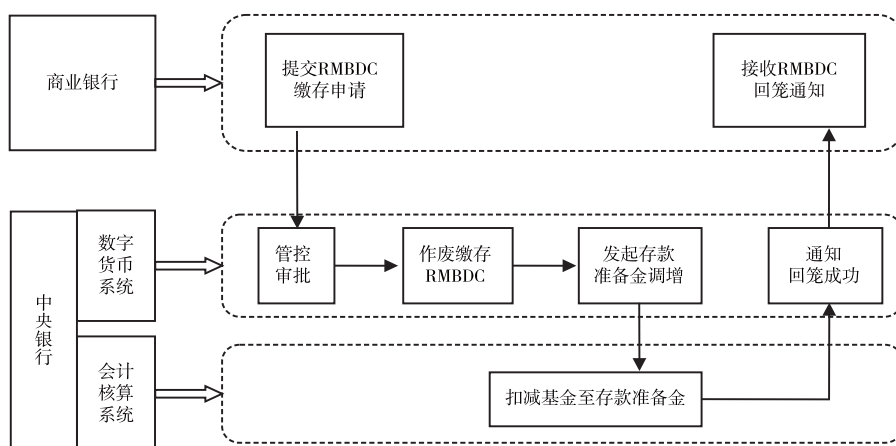 商业银行
提交RMBDC
缴存申请
接收RMBDC
回笼通知
中央银行
数字
货币
系统
管控
审批
作废缴存
RMBDC
发起存款
准备金调增
通知
回笼成功
会计
核算
系统
扣减基金至存款准备金